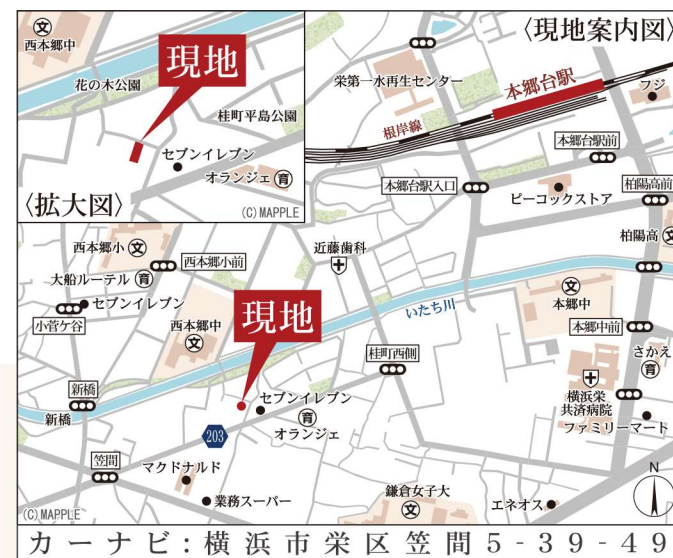 西本郷中
文
花の木公園
現地
桂町平島公園
セブンイレブン
オランジェ
育
〈拡大図〉
(C)MAPPLE
〈現地案内図〉
栄第一水再生センター
本郷台駅
フジ
根岸線
本郷台駅前
本郷台駅入口
ピーコックストア
柏陽高前
柏陽高
文
西本郷小
文
西本郷小前
近藤歯科
大船ルーテル
育
セブンイレブン
小菅ケ谷
現地
いたち川
文
本郷中
西本郷中
文
本郷中前
桂町西側
さかえ
育
新橋
新橋
セブンイレブン
横浜栄
共済病院
203
オランジェ
育
ファミリーマート
笠間
マクドナルド
業務スーパー
鎌倉女子大
文
エネオス
N
(C)MAPPLE
カーナビ:横浜市栄区笠間5-39-49